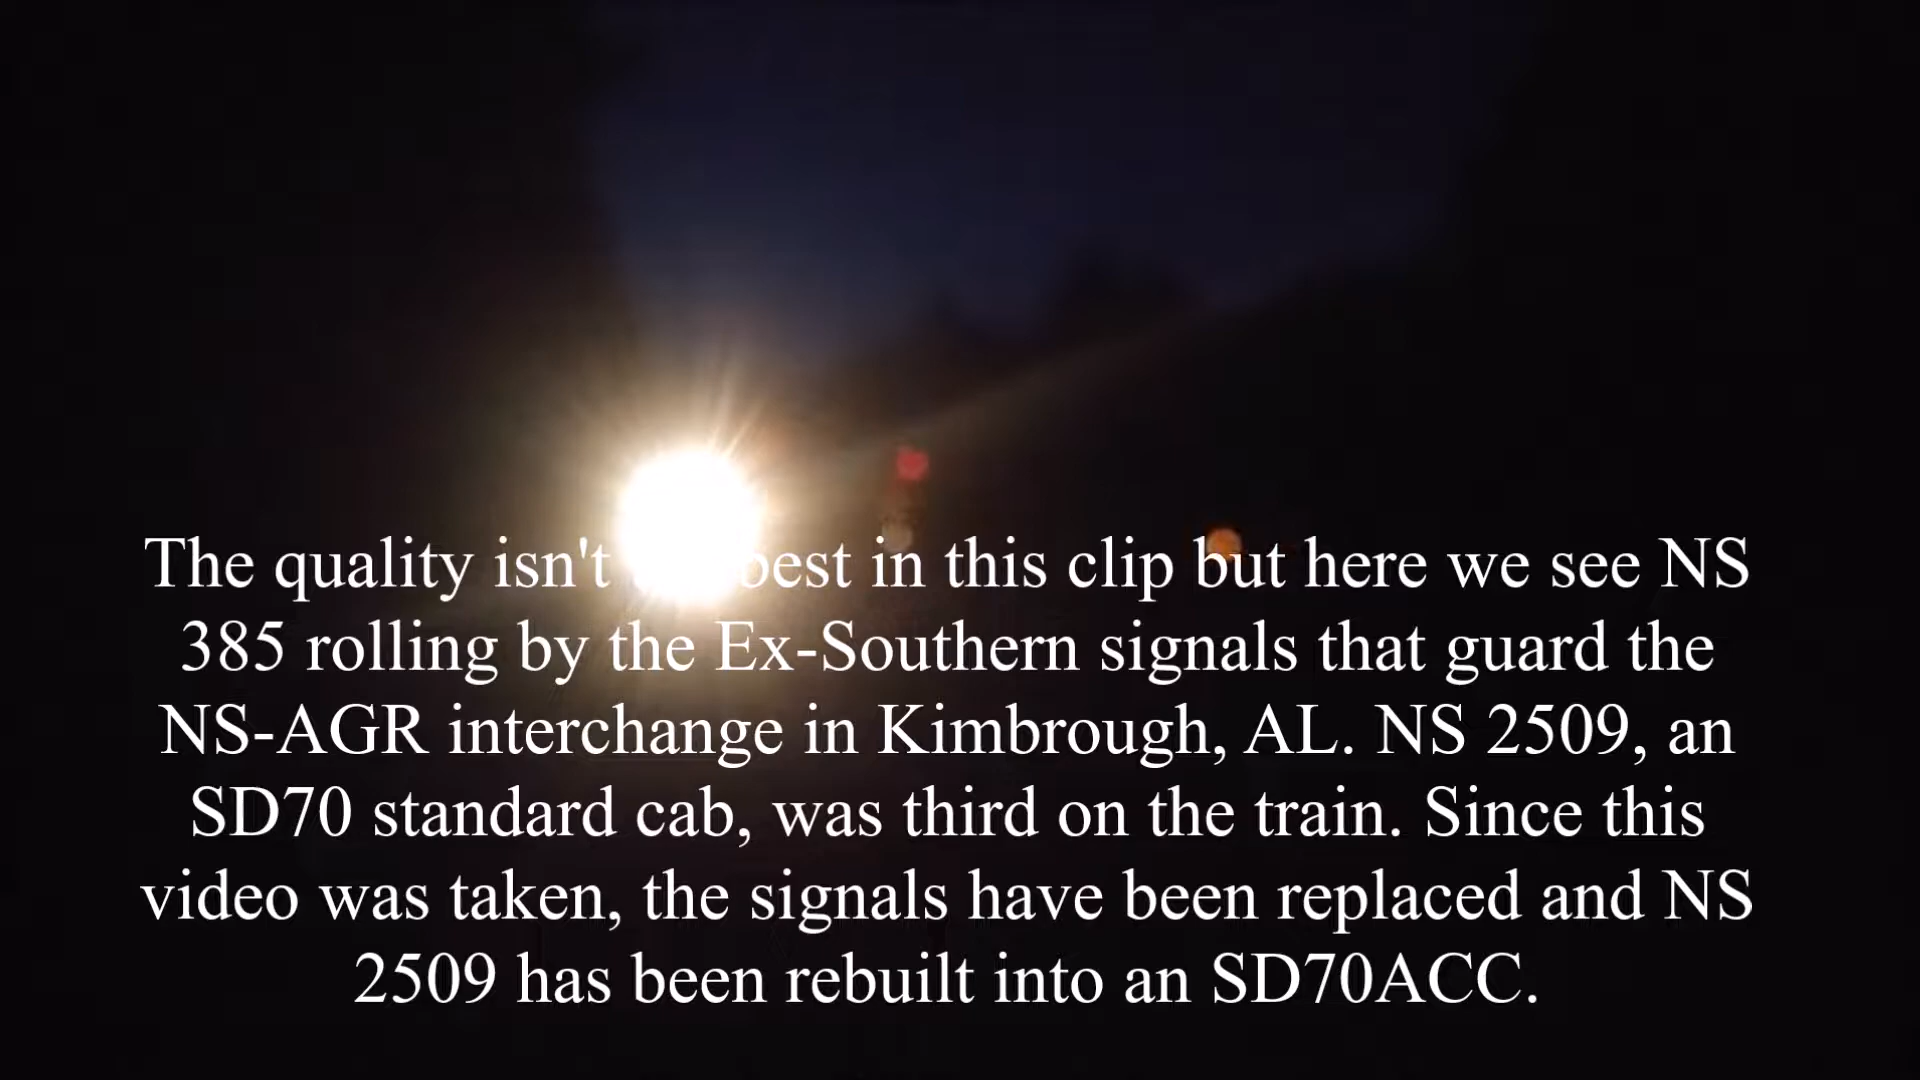 The quality isn't best in this clip but here we see NS
385 rolling by the Ex-Southern signals that guard the
NS-AGR interchange in Kimbrough, AL. NS 2509, an
SD70 standard cab, was third on the train. Since this
video was taken, the signals have been replaced and NS
2509 has been rebuilt into an SD70ACC.